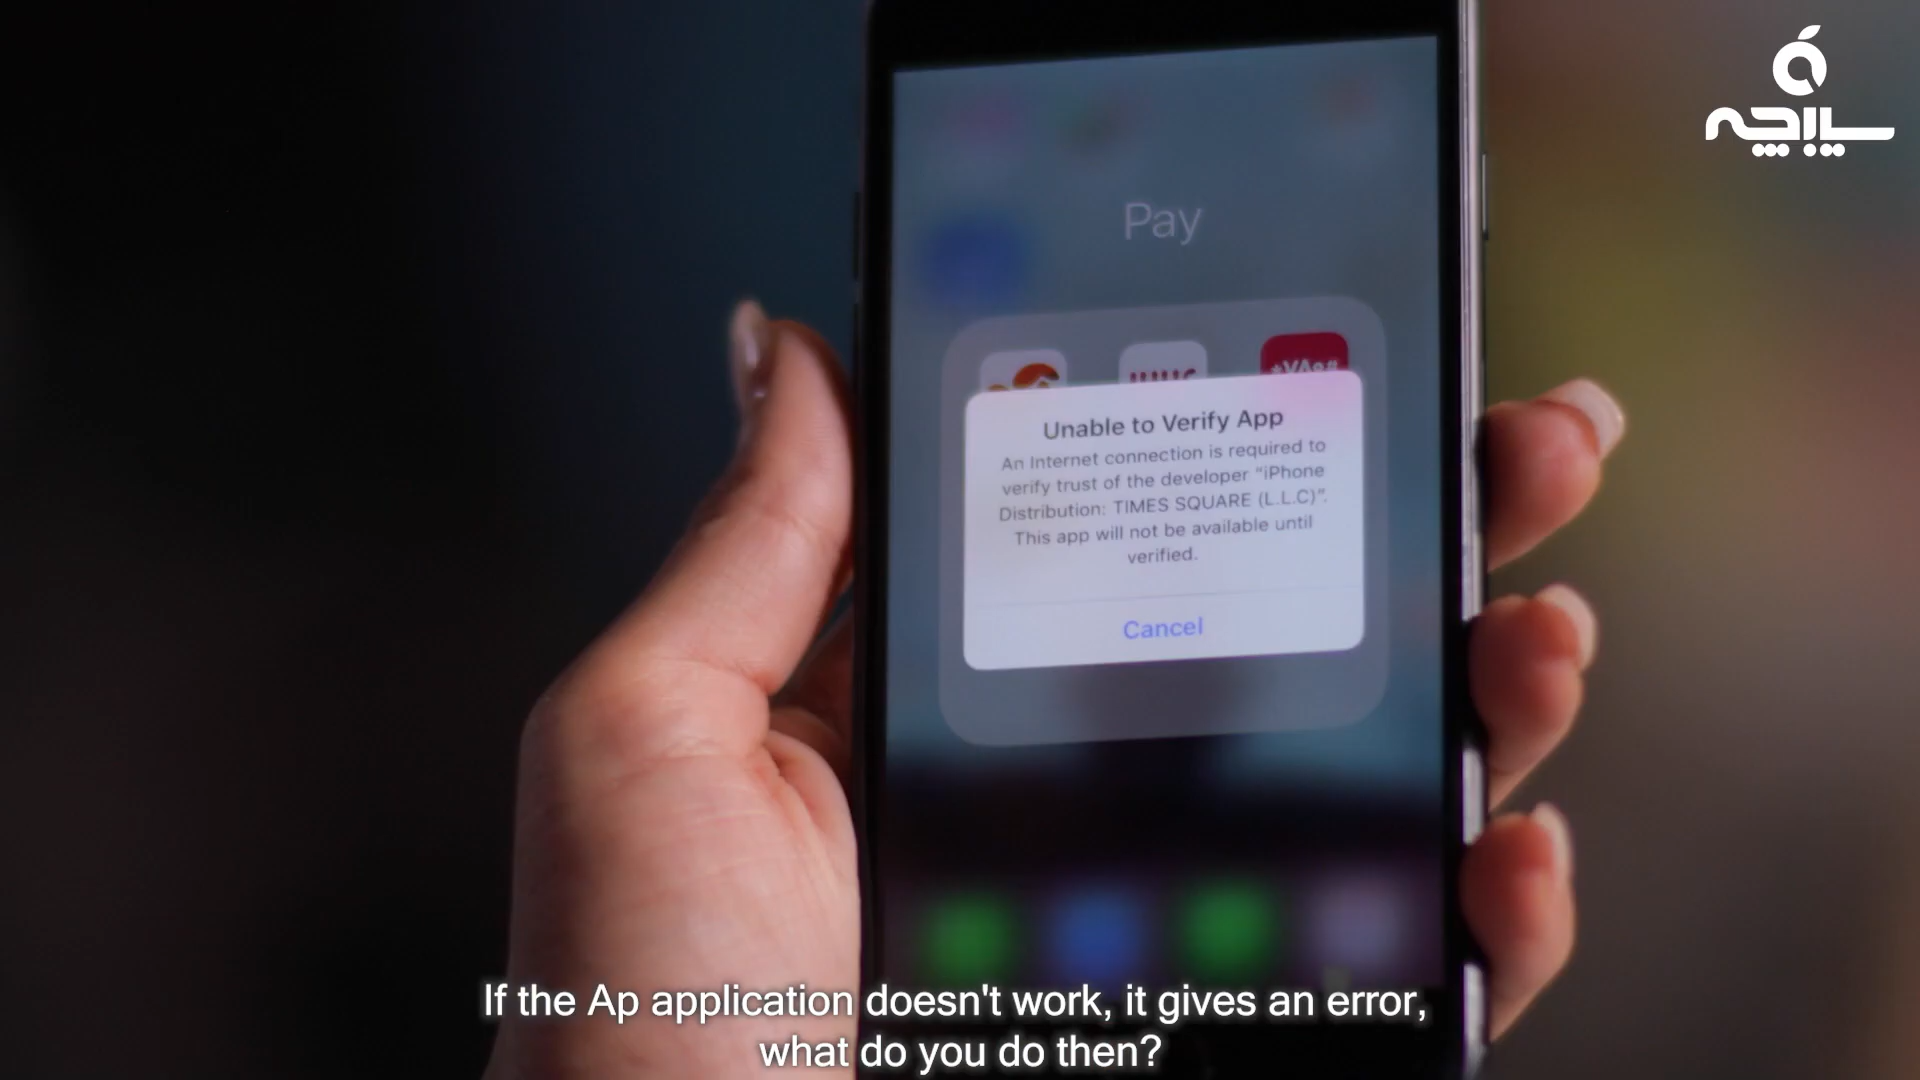 سیاپچه
Pay
*VA۰#
Unable to Verify App
An Internet connection is required to
verify trust of the developer “iPhone
Distribution: TIMES SQUARE (L.L.C)”.
This app will not be available until
verified.
Cancel
If the Ap application doesn't work, it gives an error,
what do you do then?